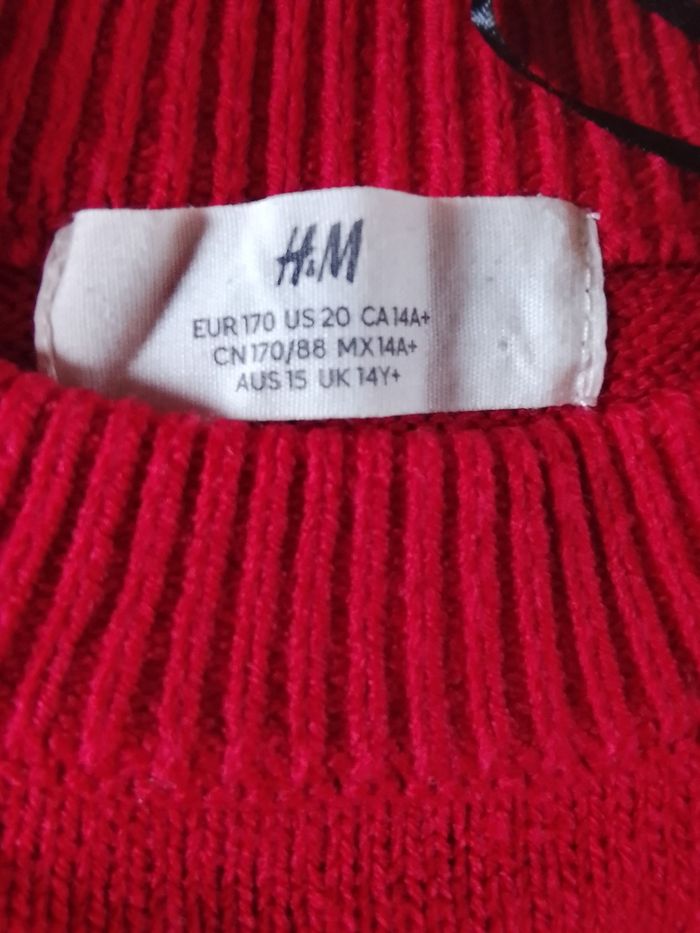 H&M
EUR 170 US 20 CA 14A+
CN 170/88 MX 14A+
AUS 15 UK 14Y+